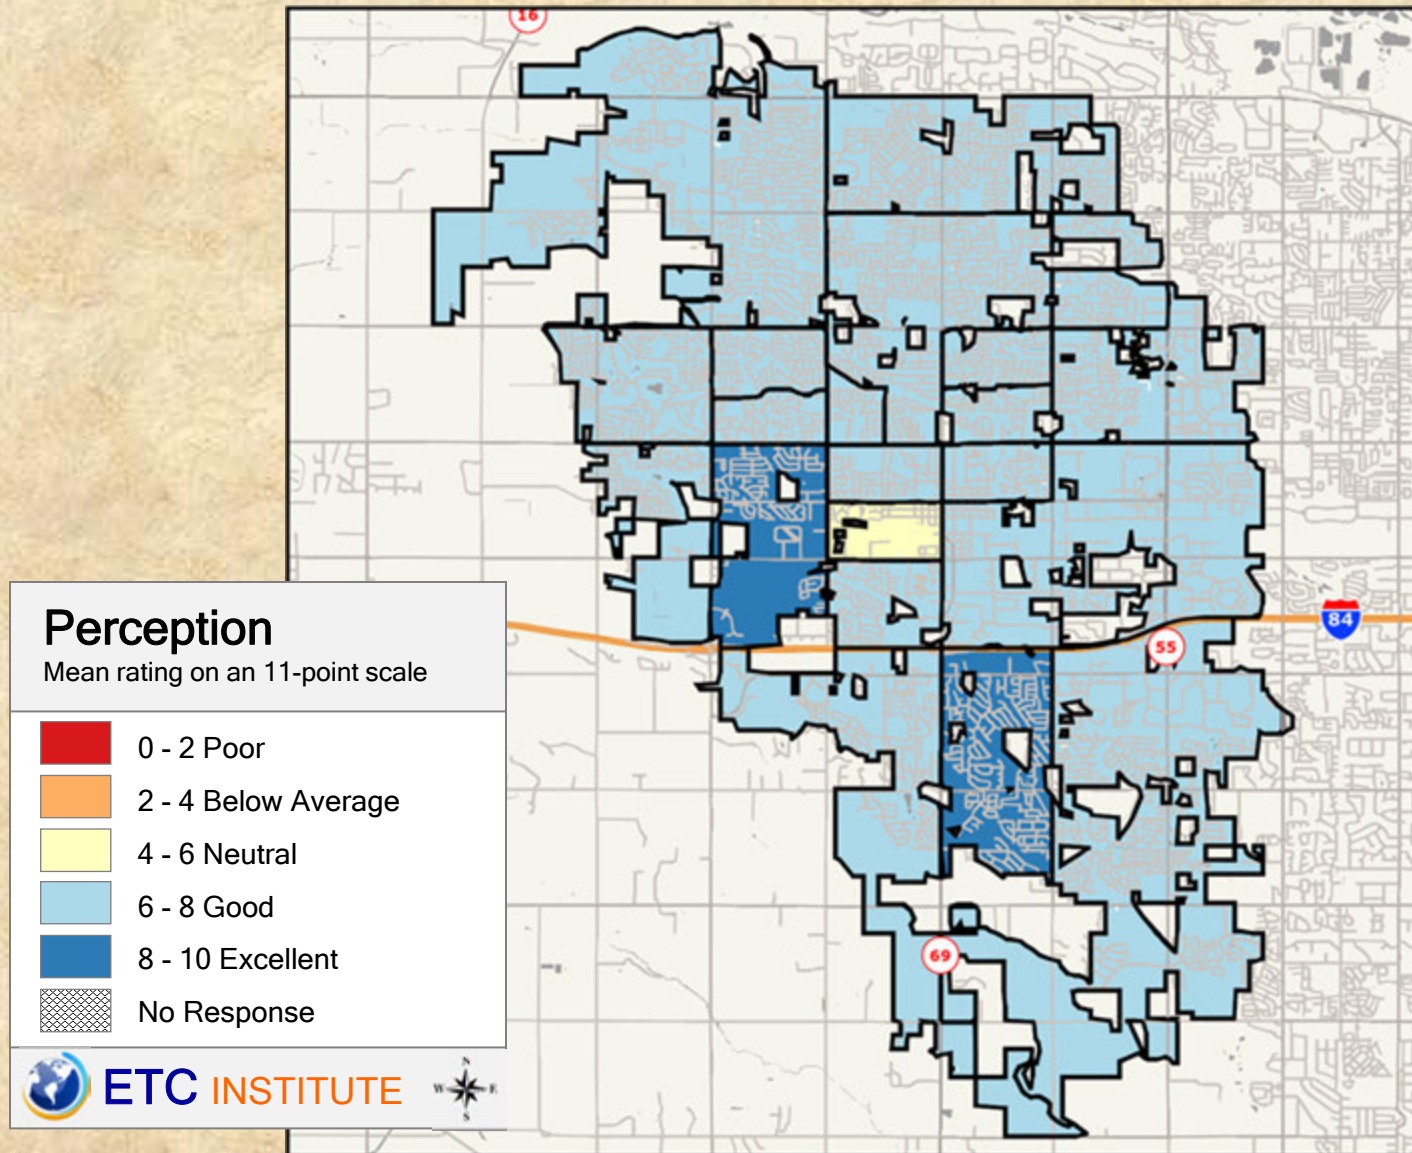 16
Perception
Mean rating on an 11-point scale
0 - 2 Poor
2 - 4 Below Average
4 - 6 Neutral
6 - 8 Good
8 - 10 Excellent
No Response
ETC INSTITUTE
N
W E
S
84
55
69